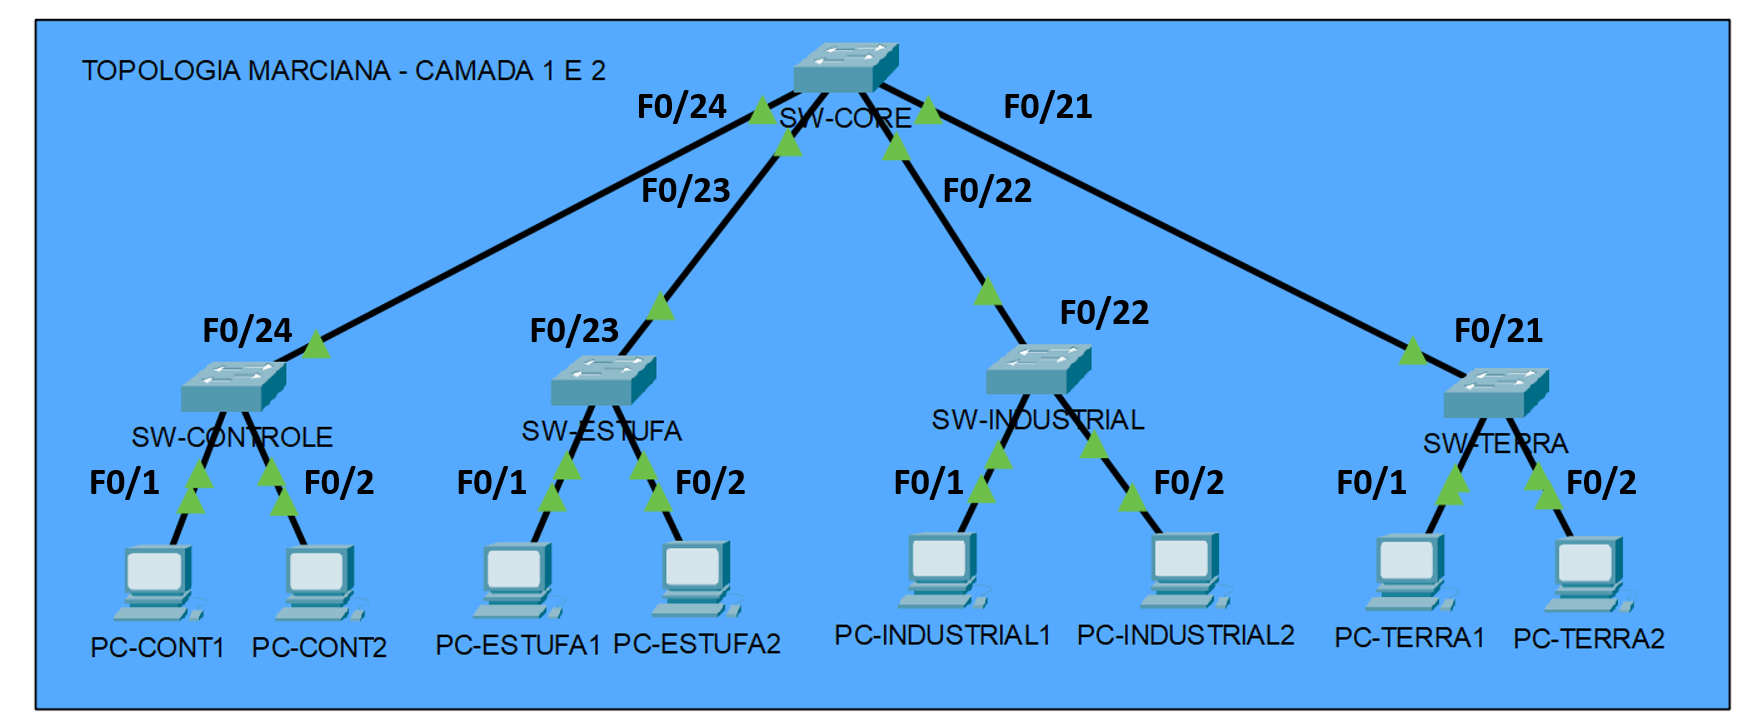 TOPOLOGIA MARCIANA - CAMADA 1 E 2
F0/24
SW-CORE
F0/21
F0/23
F0/22
F0/24
F0/23
F0/22
F0/21
SW-CONTROLE
SW-ESTUFA
SW-INDUSTRIAL
SW-TERRA
F0/1
F0/2
F0/1
F0/2
F0/1
F0/2
F0/1
F0/2
PC-CONT1
PC-CONT2
PC-ESTUFA1
PC-ESTUFA2
PC-INDUSTRIAL1
PC-INDUSTRIAL2
PC-TERRA1
PC-TERRA2